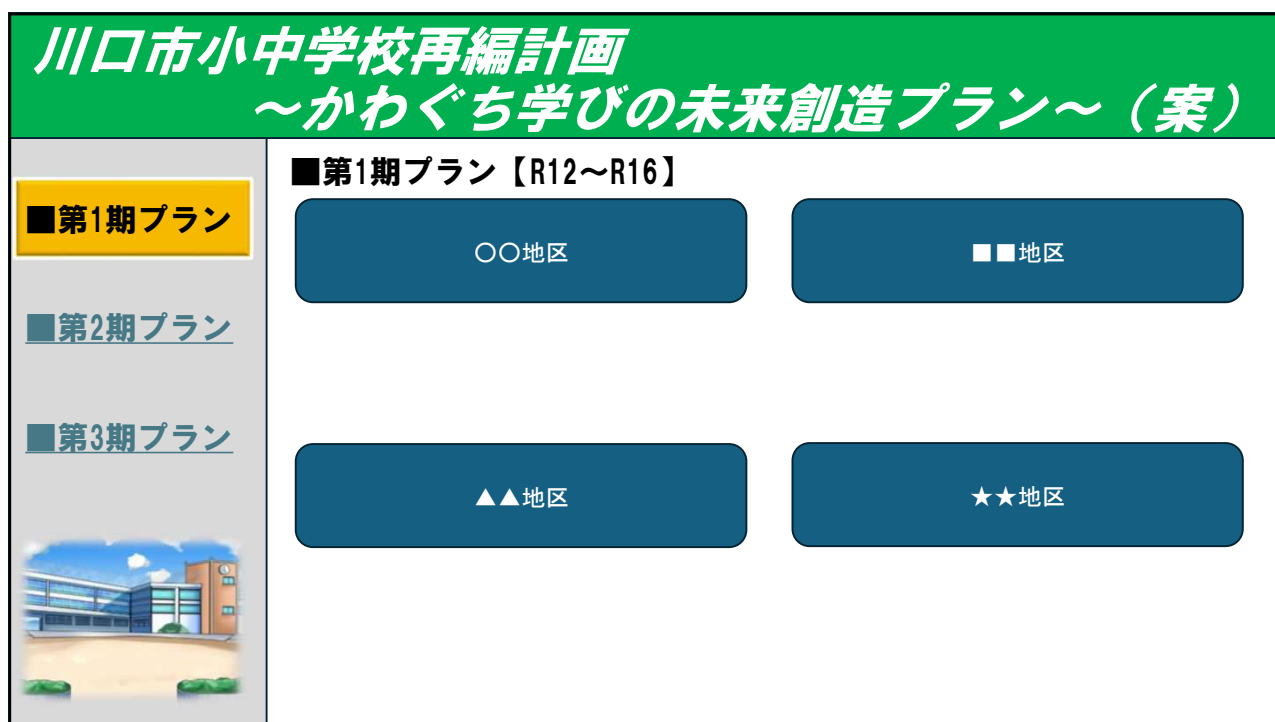 川口市小中学校再編計画
～かわぐち学びの未来創造プラン～（案）
■第1期プラン
■第2期プラン
■第3期プラン
■第1期プラン【R12～R16】
〇〇地区
■■地区
▲▲地区
★★地区